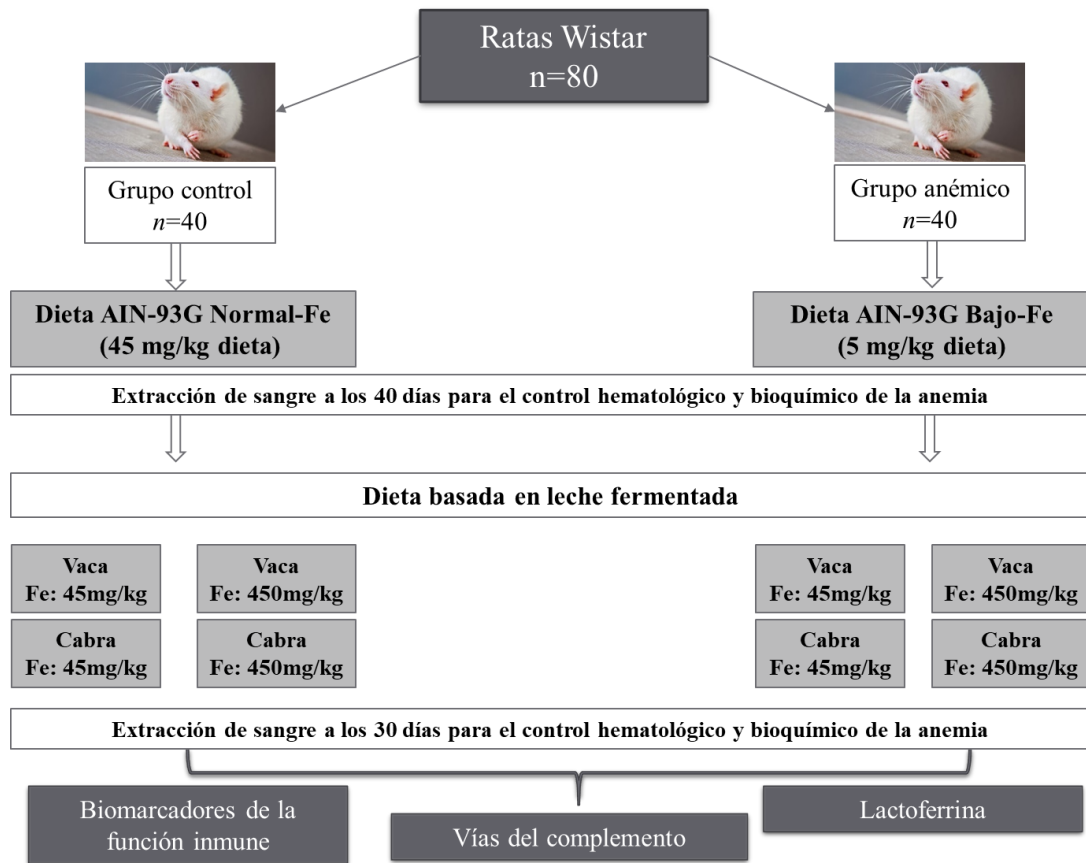 Ratas Wistar
n=80
Grupo control
n=40
Grupo anémico
n=40
Dieta AIN-93G Normal-Fe
(45 mg/kg dieta)
Dieta AIN-93G Bajo-Fe
(5 mg/kg dieta)
Extracción de sangre a los 40 días para el control hematológico y bioquímico de la anemia
Dieta basada en leche fermentada
Vaca
Fe: 45mg/kg
Vaca
Fe: 450mg/kg
Vaca
Fe: 45mg/kg
Vaca
Fe: 450mg/kg
Cabra
Fe: 45mg/kg
Cabra
Fe: 450mg/kg
Cabra
Fe: 45mg/kg
Cabra
Fe: 450mg/kg
Extracción de sangre a los 30 días para el control hematológico y bioquímico de la anemia
Biomarcadores de la
función inmune
Vías del complemento
Lactoferrina